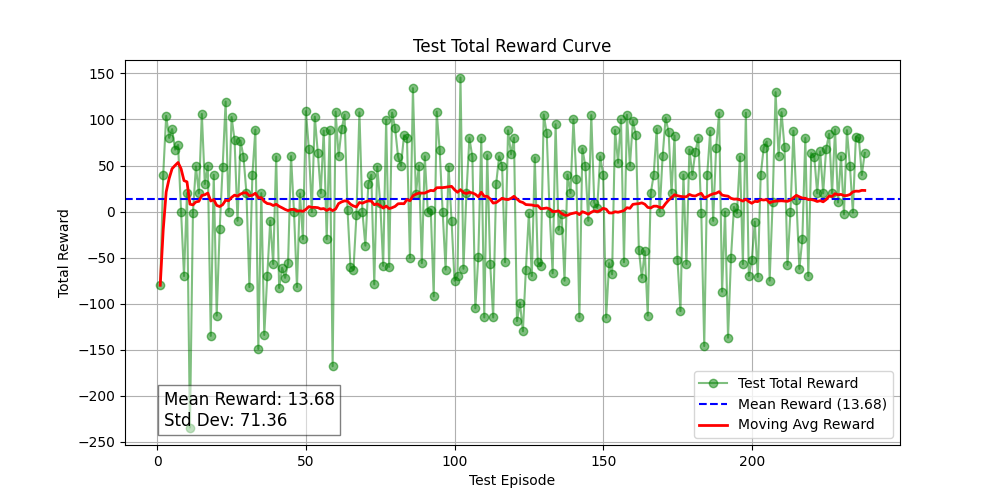 Test Total Reward Curve
Total Reward
150
100
50
0
−50
−100
−150
−200
−250
Mean Reward: 13.68
Std Dev: 71.36
Test Total Reward
Mean Reward (13.68)
Moving Avg Reward
0
50
100
150
200
Test Episode